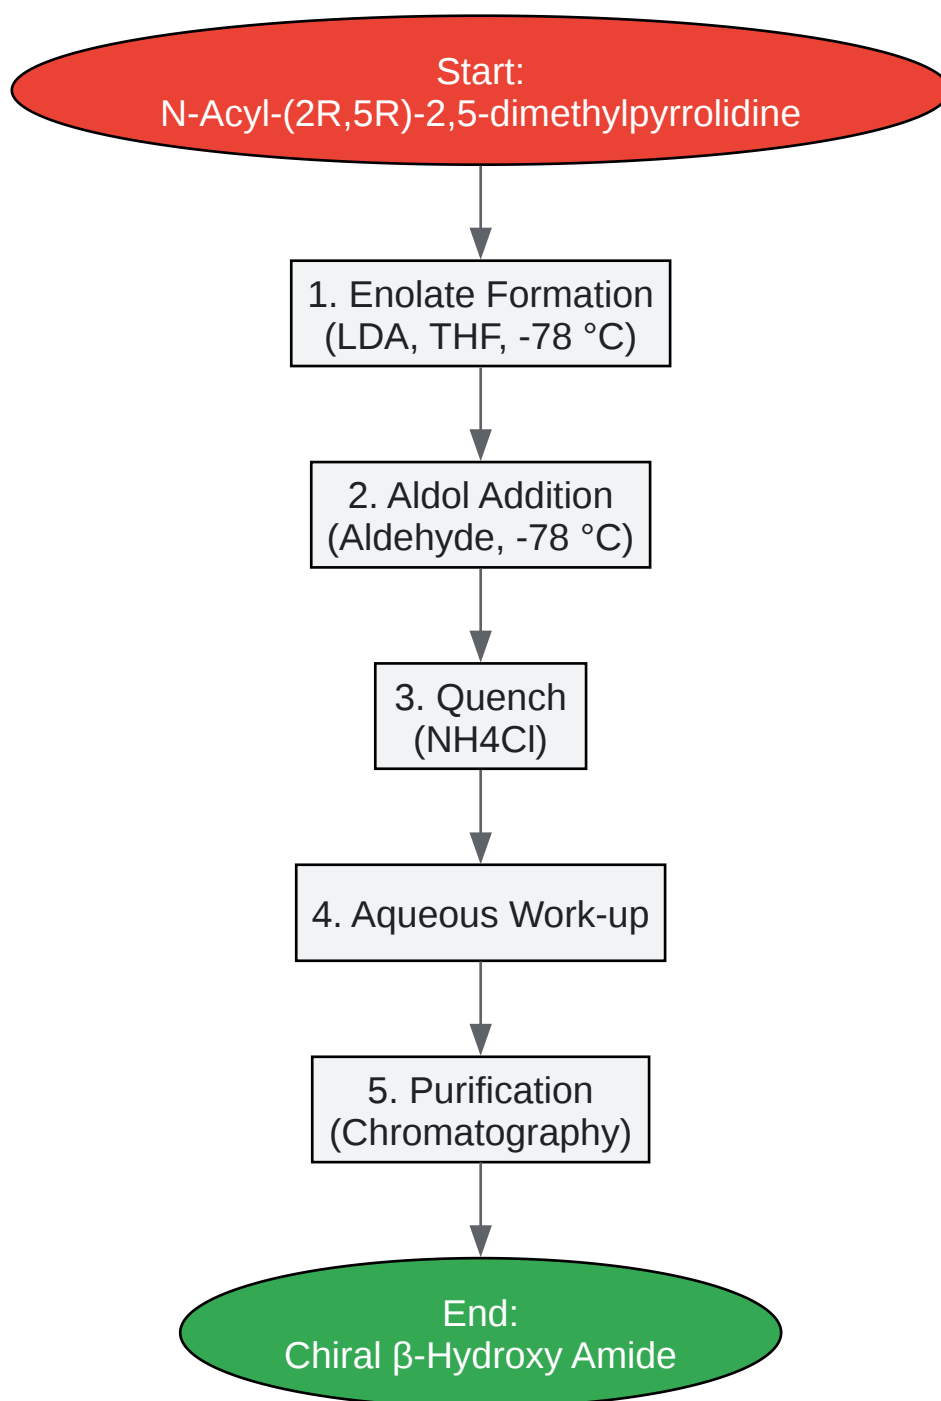 Start:
N-Acyl-(2R,5R)-2,5-dimethylpyrrolidine
1. Enolate Formation
(LDA, THF, -78 °C)
2. Aldol Addition
(Aldehyde, -78 °C)
3. Quench
(NH4Cl)
4. Aqueous Work-up
5. Purification
(Chromatography)
End:
Chiral β-Hydroxy Amide